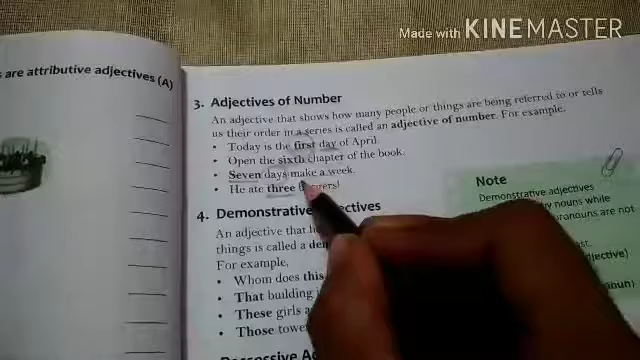 Made with KINEMASTER
s are attributive adjectives (A)
3. Adjectives of Number
An adjective that shows how many people or things are being referred to or tells
us their order in a series is called an adjective of number. For example,
• Today is the first day of April.
• Open the sixth chapter of the book.
• Seven days make a week.
• He ate three
4. Demonstrative Adjectives
An adjective that
things is called a
For example,
• Whom does this
• That building
• These girls
• Those
Note
Demonstrative adjectives
by nouns while
pronouns are not